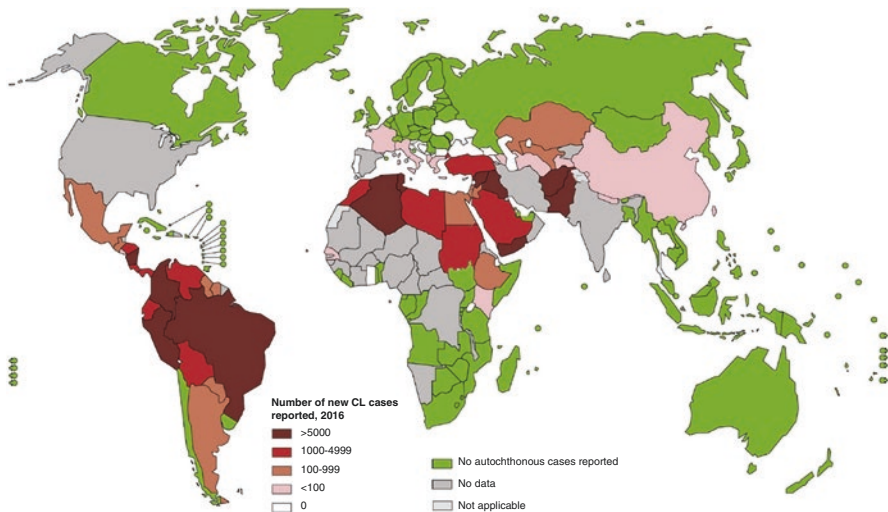 Number of new CL cases
reported, 2016
>5000
1000-4999
100-999
<100
0
No autochthonous cases reported
No data
Not applicable